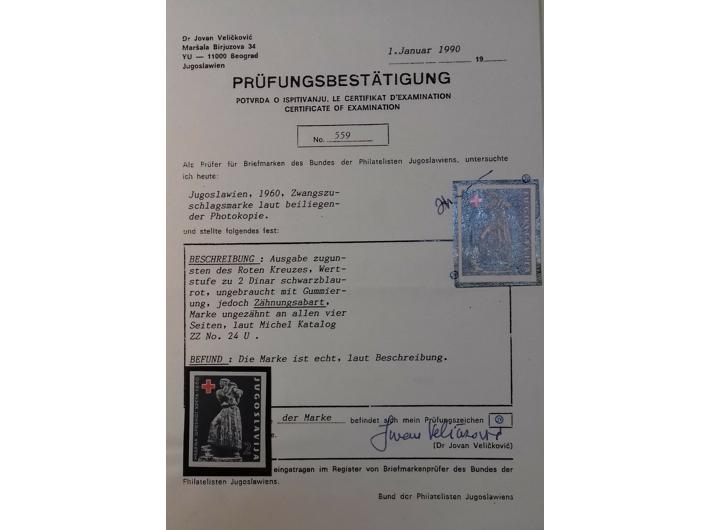 Dr Jovan Veličković
Maršala Birjuzova 34
YU — 11000 Beograd
Jugoslawien
1.Januar 1990
19
PRÜFUNGSBESTÄTIGUNG
POTVRDA O ISPITIVANJU, LE CERTIFIKAT D'EXAMINATION
CERTIFICATE OF EXAMINATION
No. 559
Als Prüfer für Briefmarken des Bundes der Philatelisten Jugoslawiens, untersuchte
ich heute:
Jugoslawien, 1960, Zwangszu-
schlagsmarke laut beiliegen-
der Photokopie.
und stellte folgendes fest:
BESCHREIBUNG : Ausgabe zugun-
sten des Roten Kreuzes, Wert-
stufe zu 2 Dinar schwarzblau-
rot, ungebraucht mit Gummier-
ung, jedoch Zähnungsabart,
Marke ungezähnt an allen vier
Seiten, laut Michel Katalog
ZZ No. 24 U .
BEFUND : Die Marke ist echt, laut Beschreibung.
der Marke befindet sich mein Prüfungszeichen
Jovan Veličković
(Dr Jovan Veličković)
eingetragen im Register von Briefmarkenprüfer des Bundes der
Philatelisten Jugoslawiens.
Bund der Philatelisten Jugoslawiens
JUGOSLAVIJA
2
JUGOSLAVIJA